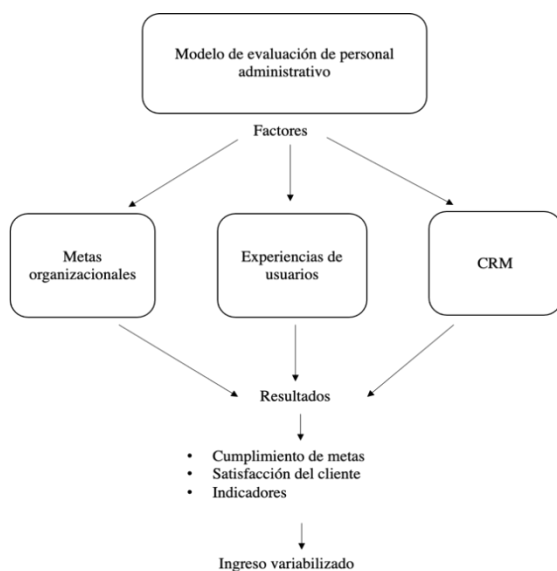 Modelo de evaluación de personal
administrativo
Factores
Metas
organizacionales
Experiencias de
usuarios
CRM
Resultados
• Cumplimiento de metas
• Satisfacción del cliente
• Indicadores
Ingreso variabilizado